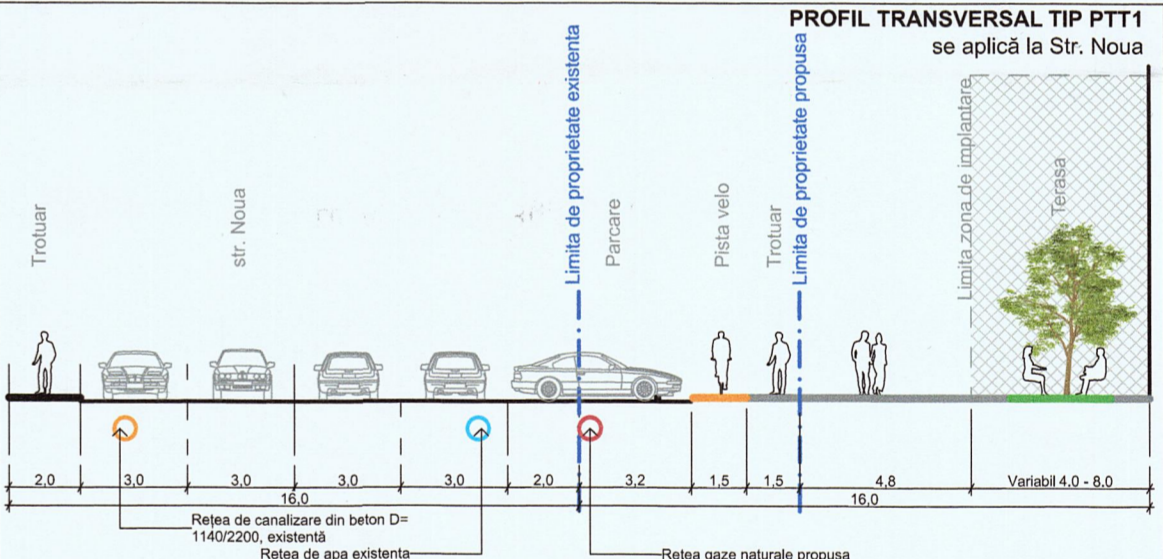 PROFIL TRANSVERSAL TIP PTT1
se aplică la Str. Noua
Trotuar
str. Noua
Limita de proprietate existenta
Parcare
Pista velo
Trotuar
Limita de proprietate propusa
Limita zona de implantare
Terasa
2,0 3,0 3,0 3,0 3,0 2,0 3,2 1,5 1,5 4,8 Variabil 4.0 - 8.0
16,0 16,0
Rețea de canalizare din beton D=
1140/2200, existentă
Retea de apa existenta
Retea gaze naturale propusa